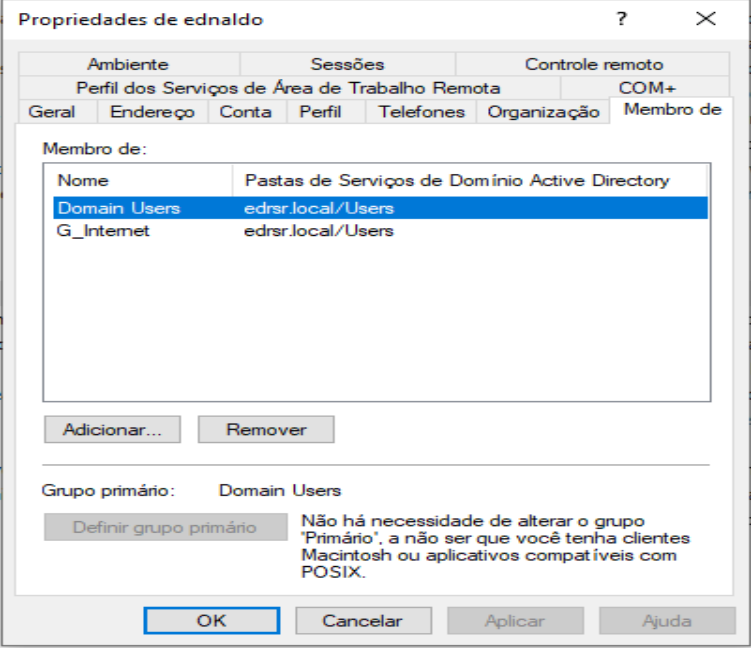 Propriedades de ednaldo ? ×
Ambiente Sessões Controle remoto
Perfil dos Serviços de Área de Trabalho Remota COM+
Geral Endereço Conta Perfil Telefones Organização Membro de
Membro de:
Nome Pastas de Serviços de Domínio Active Directory
Domain Users edrsr.local/Users
G_Internet edrsr.local/Users
Adicionar... Remover
Grupo primário: Domain Users
Definir grupo primário
Não há necessidade de alterar o grupo
"Primário", a não ser que você tenha clientes
Macintosh ou aplicativos compatíveis com
POSIX.
OK Cancelar Aplicar Ajuda